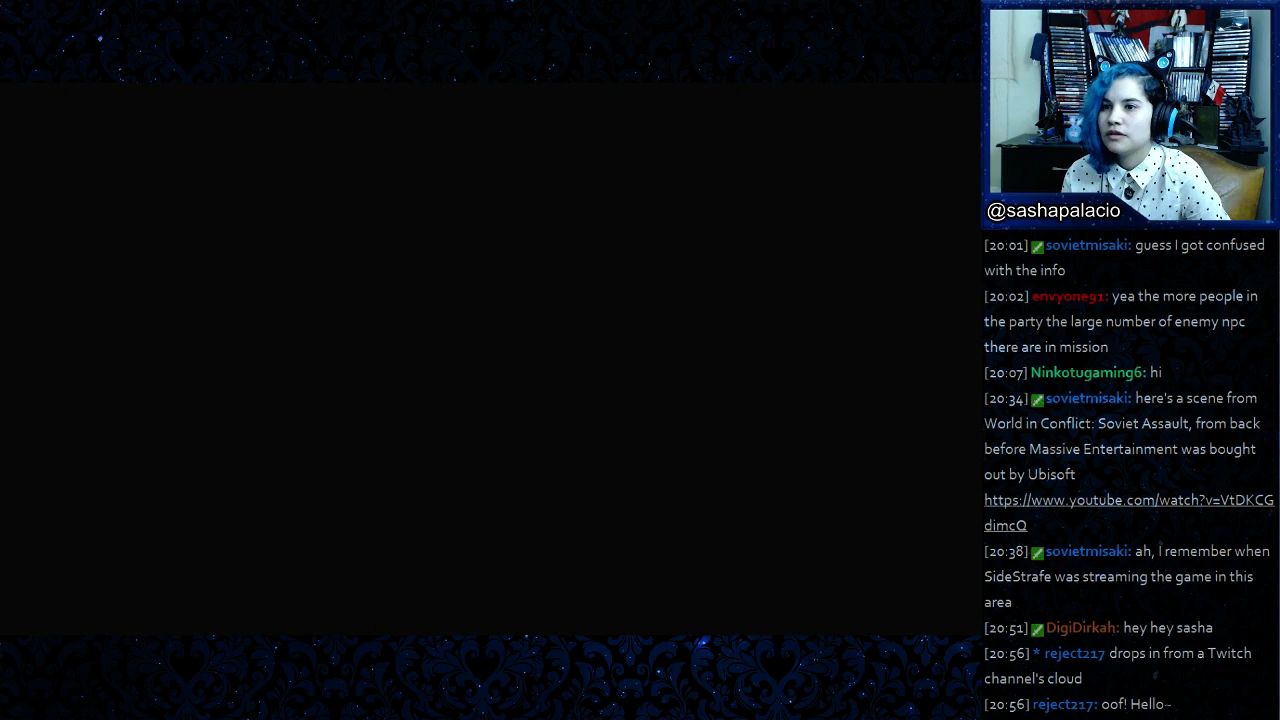 @sashapalacio
[20:01] sovietmisaki: guess I got confused
with the info
[20:02] envyone91: yea the more people in
the party the large number of enemy npc
there are in mission
[20:07] Ninkotugaming6: hi
[20:34] sovietmisaki: here's a scene from
World in Conflict: Soviet Assault, from back
before Massive Entertainment was bought
out by Ubisoft
https://www.youtube.com/watch?v=VtDKCG
dimcQ
[20:38] sovietmisaki: ah, I remember when
SideStrafe was streaming the game in this
area
[20:51] DigiDirkah: hey hey sasha
[20:56] * reject217 drops in from a Twitch
channel's cloud
[20:56] reject217: oof! Hello~